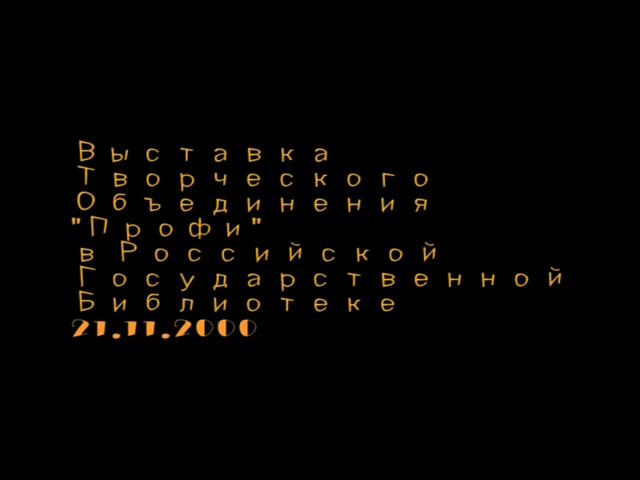 Выставка
Творческого
Объединения
"Профи"
в Российской
Государственной
Библиотеке
21.11.2000